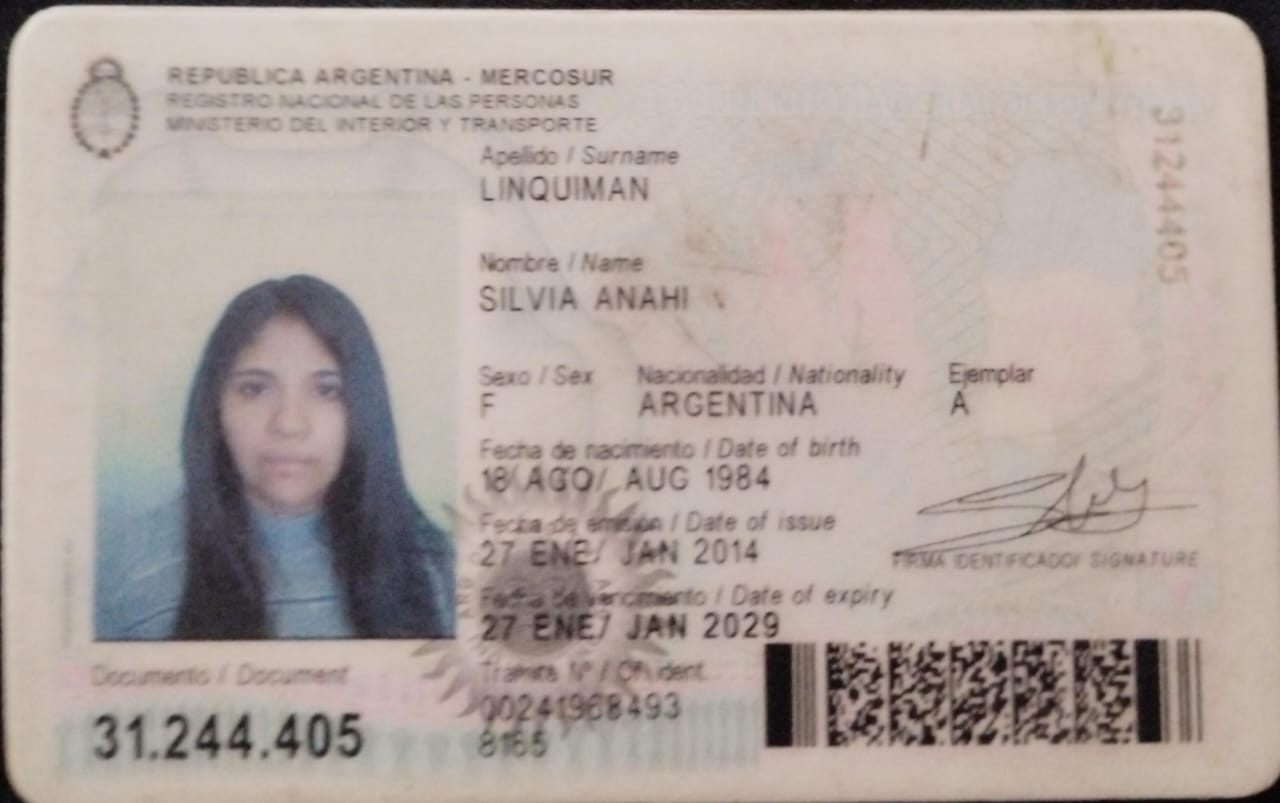 REPUBLICA ARGENTINA - MERCOSUR
REGISTRO NACIONAL DE LAS PERSONAS
MINISTERIO DEL INTERIOR Y TRANSPORTE
Apellido / Surname
LINQUIMAN
Nombre / Name
SILVIA ANAHI
Sexo / Sex Nacionalidad / Nationality Ejemplar
F ARGENTINA A
Fecha de nacimiento / Date of birth
18/ AGO/ AUG 1984
Fecha de emisión / Date of issue
27 ENE/ JAN 2014
FIRMA IDENTIFICADO/ SIGNATURE
Fecha de vencimiento / Date of expiry
27 ENE/ JAN 2029
Documento / Document
31.244.405
Tramite Nº / Of. ident.
00241968493
8165
31244405